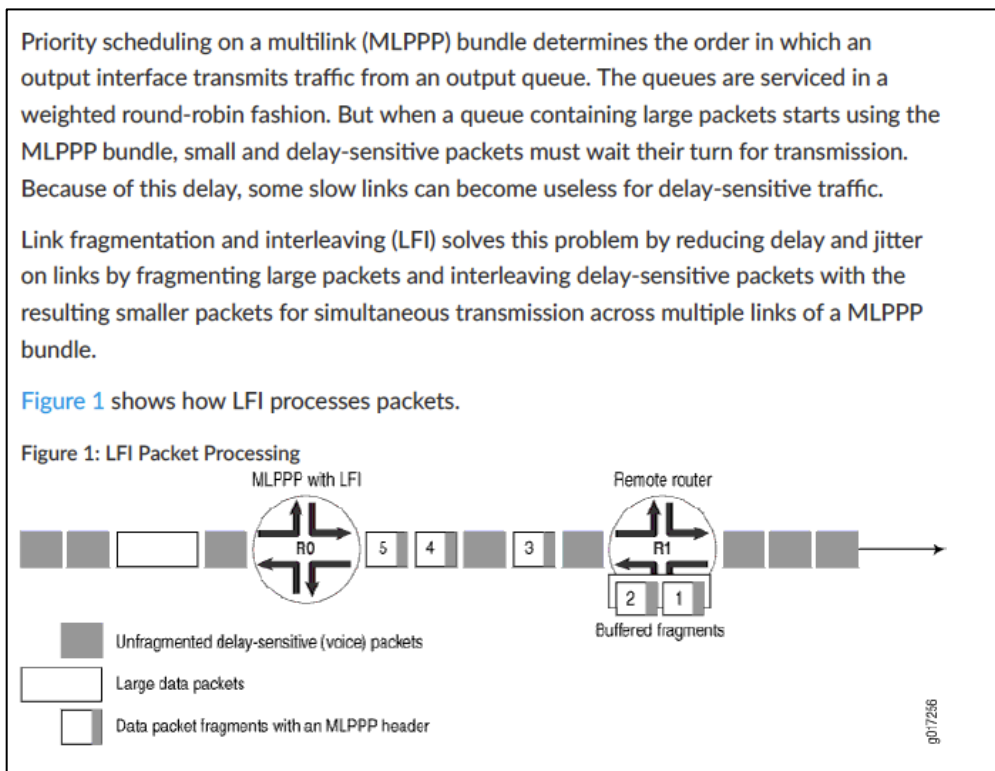 Priority scheduling on a multilink (MLPPP) bundle determines the order in which an
output interface transmits traffic from an output queue. The queues are serviced in a
weighted round-robin fashion. But when a queue containing large packets starts using the
MLPPP bundle, small and delay-sensitive packets must wait their turn for transmission.
Because of this delay, some slow links can become useless for delay-sensitive traffic.
Link fragmentation and interleaving (LFI) solves this problem by reducing delay and jitter
on links by fragmenting large packets and interleaving delay-sensitive packets with the
resulting smaller packets for simultaneous transmission across multiple links of a MLPPP
bundle.
Figure 1 shows how LFI processes packets.
Figure 1: LFI Packet Processing
MLPPP with LFI
Remote router
R0
5
4
3
R1
2
1
Buffered fragments
Unfragmented delay-sensitive (voice) packets
Large data packets
Data packet fragments with an MLPPP header
g017256